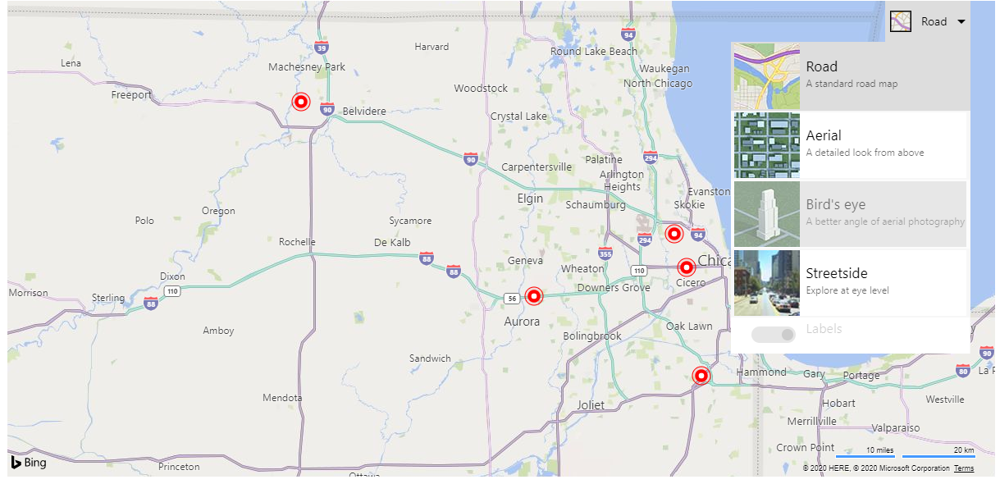 Road
Road
A standard road map
Aerial
A detailed look from above
Bird's eye
A better angle of aerial photography
Streetside
Explore at eye level
Labels
94
39
Harvard
Round Lake Beach
Lena
Machesney Park
Waukegan
Freeport
Woodstock
North Chicago
90
Belvidere
Crystal Lake
90
294
Carpentersville
Palatine
Arlington
Heights
Elgin
Schaumburg
Evanston
Skokie
Polo
Oregon
Sycamore
Rochelle
De Kalb
294
94
88
Geneva
355
Chica
88
Wheaton
110
Dixon
Cicero
Morrison
Sterling
110
88
56
Downers Grove
Aurora
Amboy
Bolingbrook
Oak Lawn
y
Sandwich
90
Hammond
Gary
Portage
80
La P
Mendota
Joliet
Hobart
Westville
Merrillville
Valparaiso
Crown Point
10 miles
20 km
Bing
Princeton
Ottawa
© 2020 HERE, © 2020 Microsoft Corporation Terms